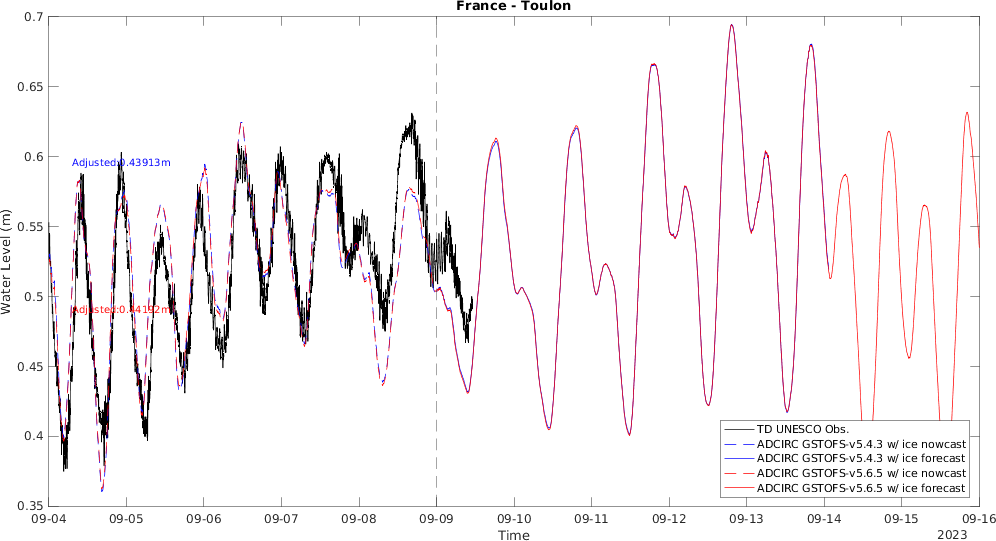 France - Toulon
0.7
0.65
0.6
0.55
0.5
0.45
0.4
0.35
Water Level (m)
Adjusted:0.43913m
Adjusted:0.44192m
TD UNESCO Obs.
ADCIRC GSTOFS-v5.4.3 w/ ice nowcast
ADCIRC GSTOFS-v5.4.3 w/ ice forecast
ADCIRC GSTOFS-v5.6.5 w/ ice nowcast
ADCIRC GSTOFS-v5.6.5 w/ ice forecast
09-04 09-05 09-06 09-07 09-08 09-09 09-10 09-11 09-12 09-13 09-14 09-15 09-16
Time
2023